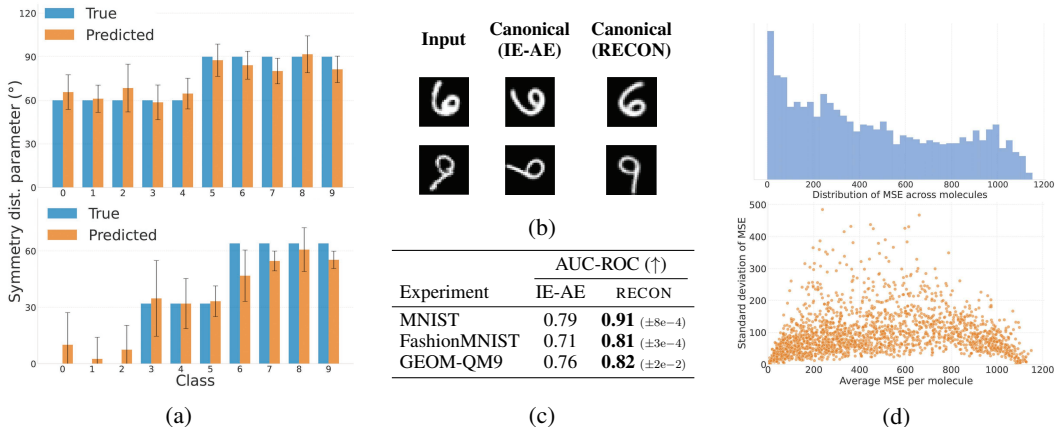 Symmetry dist. parameter (°)
True
Predicted
120
90
60
30
0
0 1 2 3 4 5 6 7 8 9
True
Predicted
60
30
0
0 1 2 3 4 5 6 7 8 9
Class
(a)
Input Canonical (IE-AE) Canonical (RECON)
(b)
AUC-ROC (↑)
Experiment IE-AE RECON
MNIST 0.79 0.91 (±8e−4)
FashionMNIST 0.71 0.81 (±3e−4)
GEOM-QM9 0.76 0.82 (±2e−2)
(c)
0 200 400 600 800 1000 1200
Distribution of MSE across molecules
Standard deviation of MSE
500
400
300
200
100
0
0 200 400 600 800 1000 1200
Average MSE per molecule
(d)